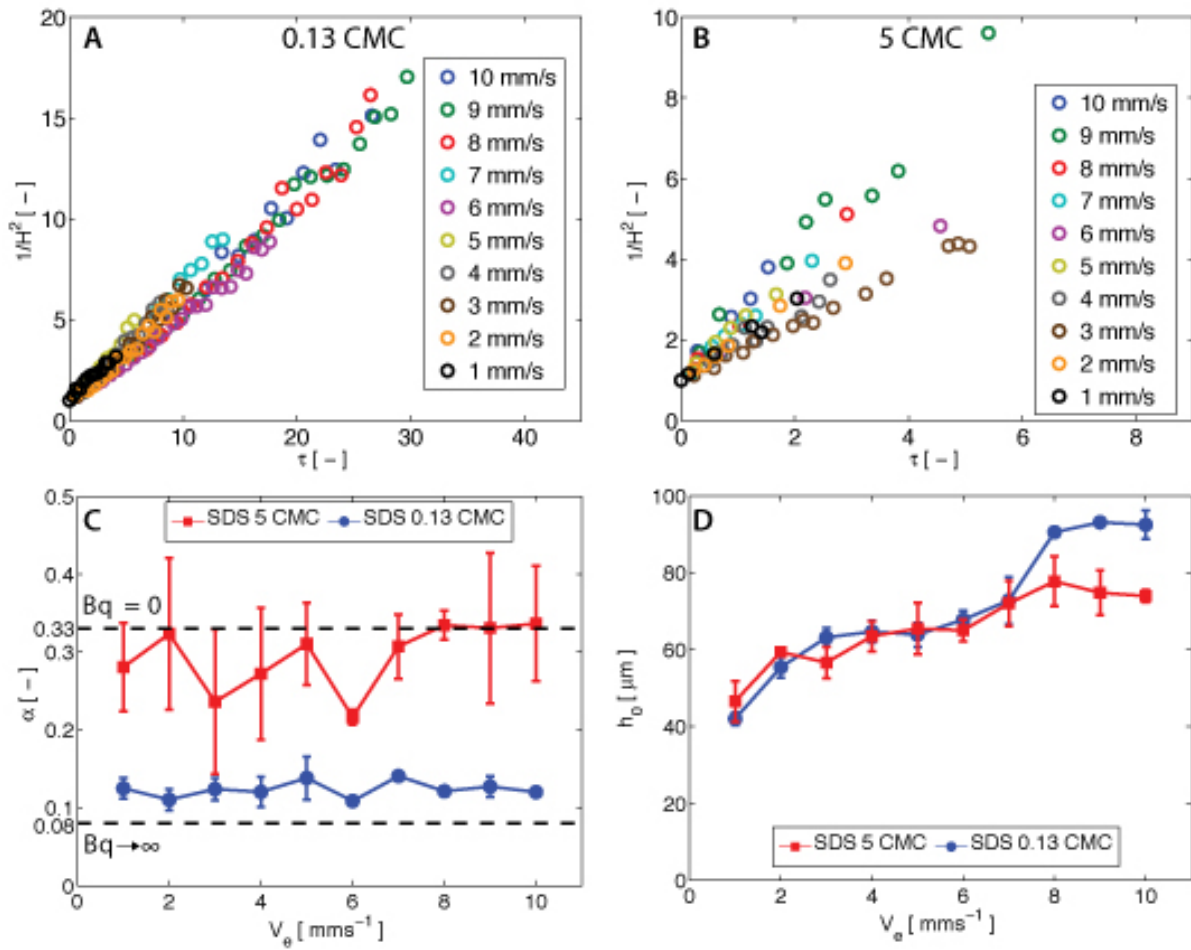 A 0.13 CMC
20
15
10
5
0
1/H² [ – ]
10 mm/s
9 mm/s
8 mm/s
7 mm/s
6 mm/s
5 mm/s
4 mm/s
3 mm/s
2 mm/s
1 mm/s
0 10 20 30 40
τ [ – ]
B 5 CMC
10
8
6
4
2
0
1/H² [ – ]
10 mm/s
9 mm/s
8 mm/s
7 mm/s
6 mm/s
5 mm/s
4 mm/s
3 mm/s
2 mm/s
1 mm/s
0 2 4 6 8
τ [ – ]
C
SDS 5 CMC SDS 0.13 CMC
0.5
0.4
0.33
0.3
0.2
0.1
0.08
0
α [ – ]
Bq = 0
Bq→∞
0 2 4 6 8 10
Vₑ [ mms⁻¹ ]
D
100
80
60
40
20
0
h₀ [ μm ]
SDS 5 CMC SDS 0.13 CMC
0 2 4 6 8 10
Vₑ [ mms⁻¹ ]